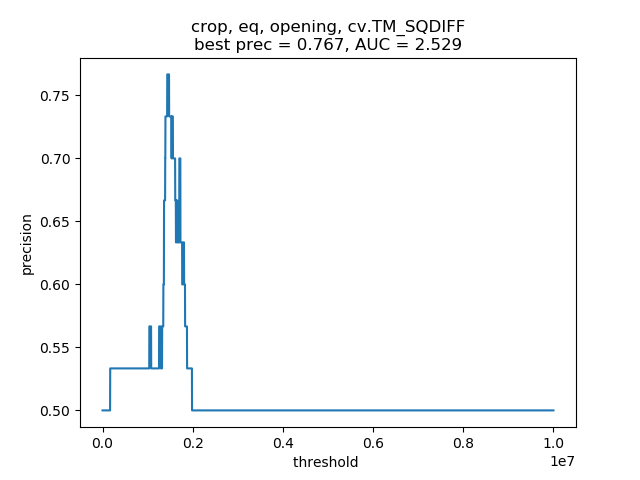 crop, eq, opening, cv.TM_SQDIFF
best prec = 0.767, AUC = 2.529
0.75
0.70
0.65
0.60
0.55
0.50
precision
0.0 0.2 0.4 0.6 0.8 1.0
1e7
threshold